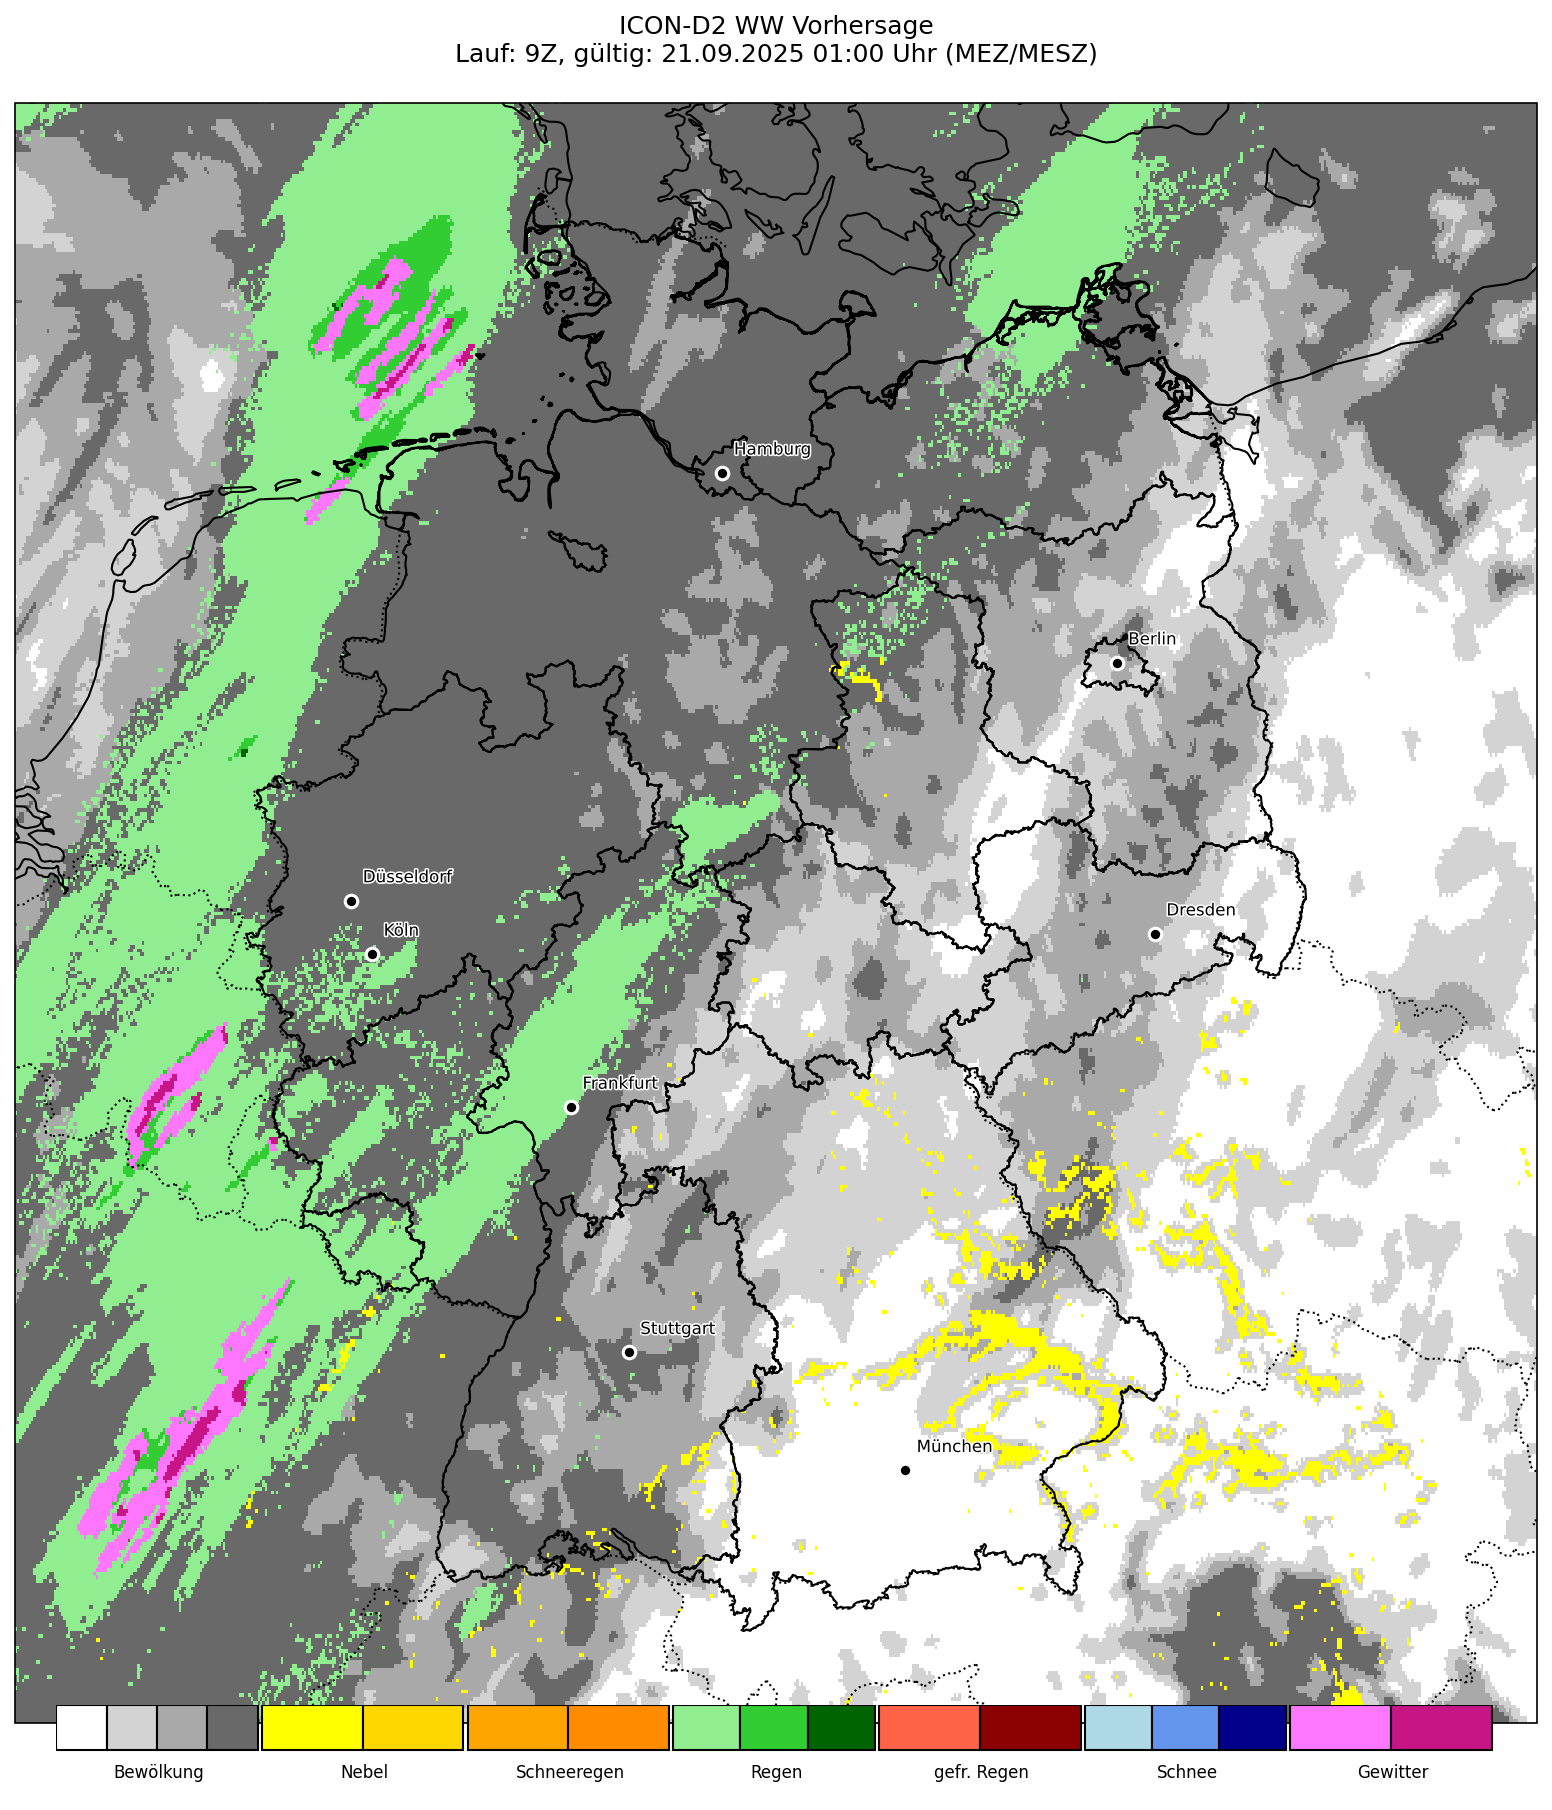 ICON-D2 WW Vorhersage
Lauf: 9Z, gültig: 21.09.2025 01:00 Uhr (MEZ/MESZ)
Hamburg
Berlin
Düsseldorf
Köln
Dresden
Frankfurt
Stuttgart
München
Bewölkung
Nebel
Schneeregen
Regen
gefr. Regen
Schnee
Gewitter